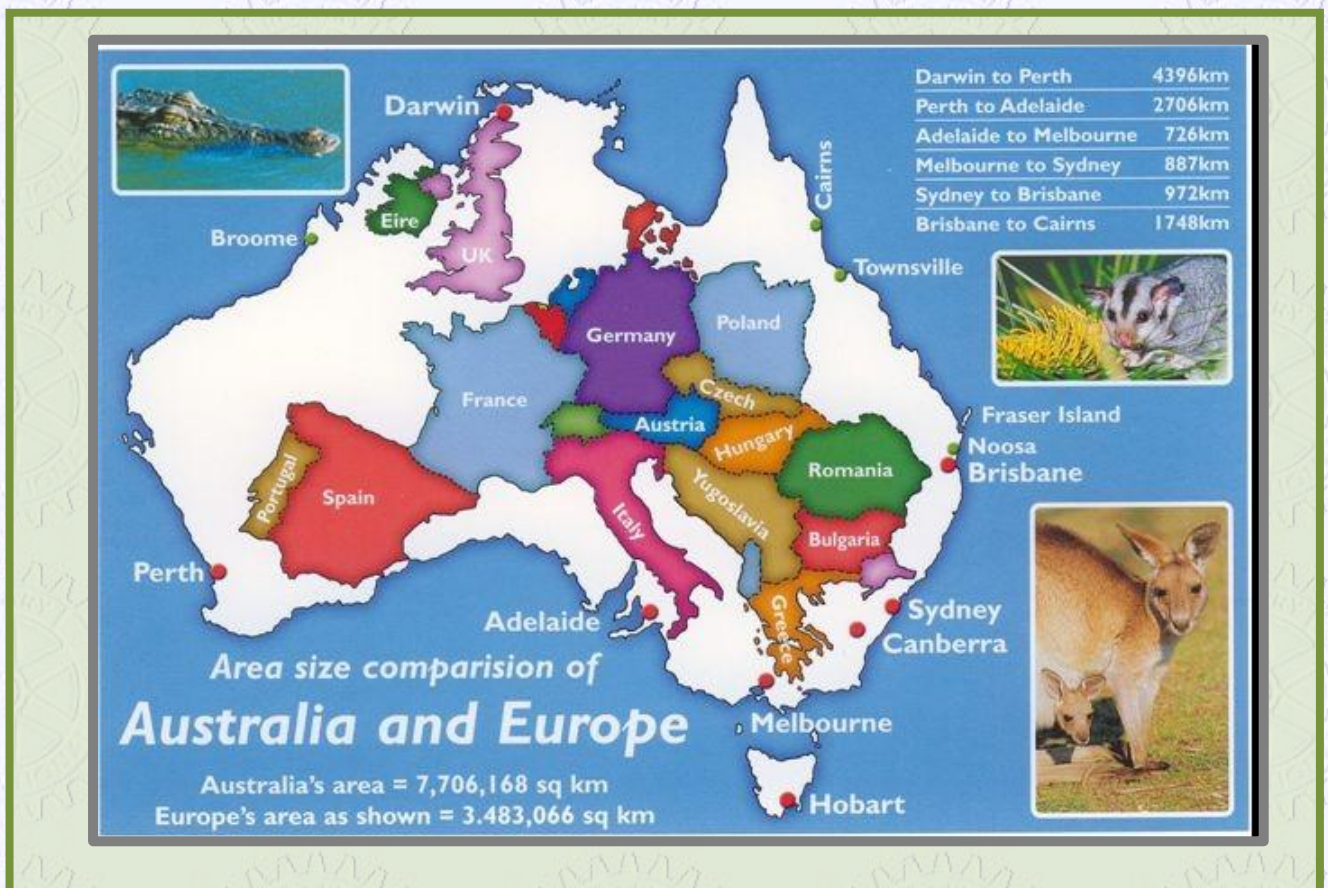 Darwin to Perth 4396km
Perth to Adelaide 2706km
Adelaide to Melbourne 726km
Melbourne to Sydney 887km
Sydney to Brisbane 972km
Brisbane to Cairns 1748km
Darwin
Cairns
Eire
Broome
UK
Townsville
Germany
Poland
France
Czech
Austria
Hungary
Fraser Island
Noosa
Brisbane
Romania
Portugal
Spain
Italy
Yugoslavia
Bulgaria
Perth
Adelaide
Greece
Sydney
Canberra
Area size comparision of
Australia and Europe
Melbourne
Australia's area = 7,706,168 sq km
Europe's area as shown = 3.483,066 sq km
Hobart